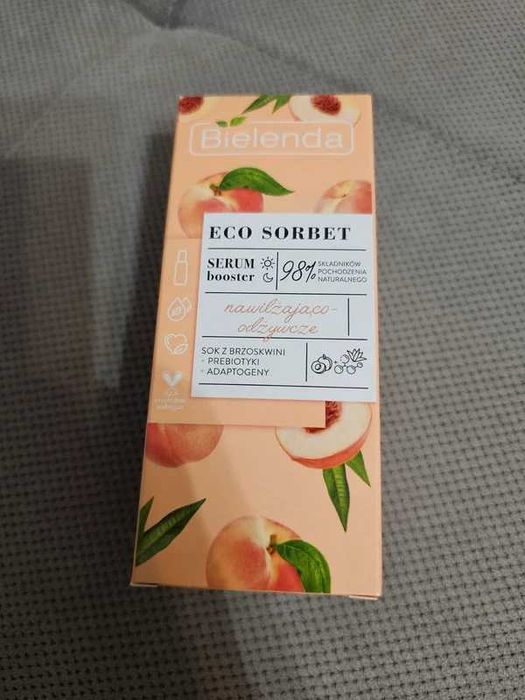 Bielenda
ECO SORBET
SERUM
booster
98%
SKŁADNIKÓW
POCHODZENIA
NATURALNEGO
nawilżająco-
odżywcze
SOK Z BRZOSKWINI
- PREBIOTYKI
- ADAPTOGENY